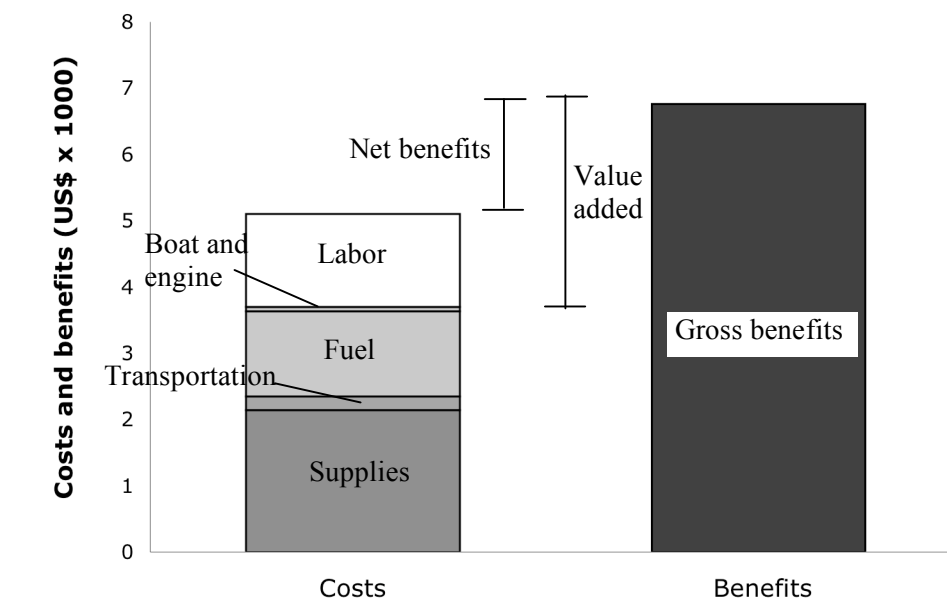 Costs and benefits (US$ x 1000)
8
7
6
5
4
3
2
1
0
Net benefits
Value
added
Boat and
engine
Labor
Fuel
Transportation
Supplies
Gross benefits
Costs
Benefits